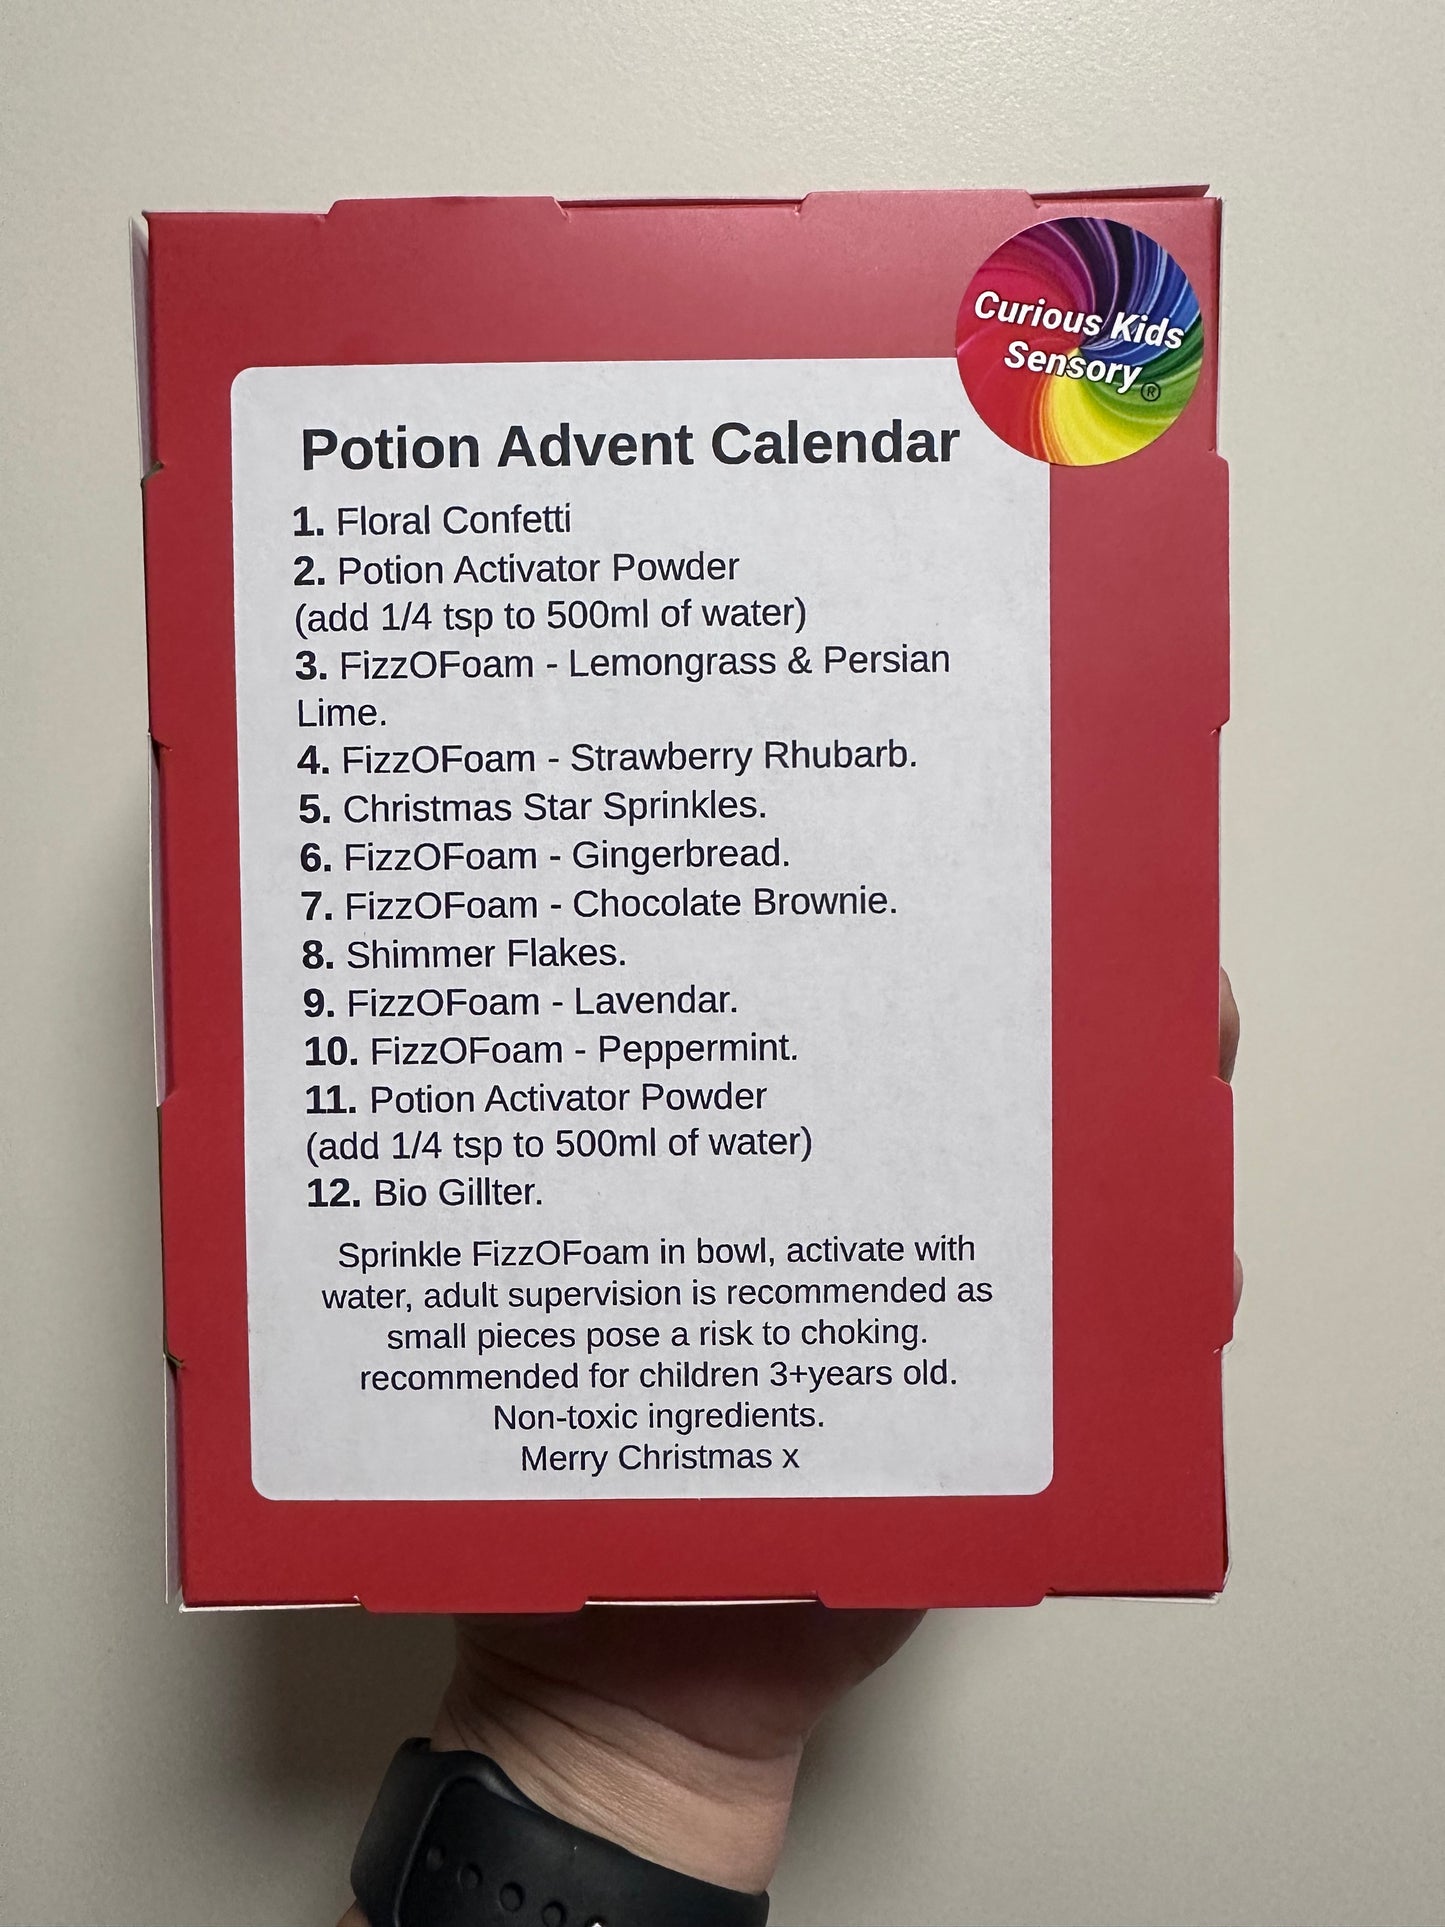 Curious Kids
Sensory ®
Potion Advent Calendar
1. Floral Confetti
2. Potion Activator Powder
(add 1/4 tsp to 500ml of water)
3. FizzOFoam - Lemongrass & Persian
Lime.
4. FizzOFoam - Strawberry Rhubarb.
5. Christmas Star Sprinkles.
6. FizzOFoam - Gingerbread.
7. FizzOFoam - Chocolate Brownie.
8. Shimmer Flakes.
9. FizzOFoam - Lavendar.
10. FizzOFoam - Peppermint.
11. Potion Activator Powder
(add 1/4 tsp to 500ml of water)
12. Bio Gillter.
Sprinkle FizzOFoam in bowl, activate with
water, adult supervision is recommended as
small pieces pose a risk to choking.
recommended for children 3+years old.
Non-toxic ingredients.
Merry Christmas x